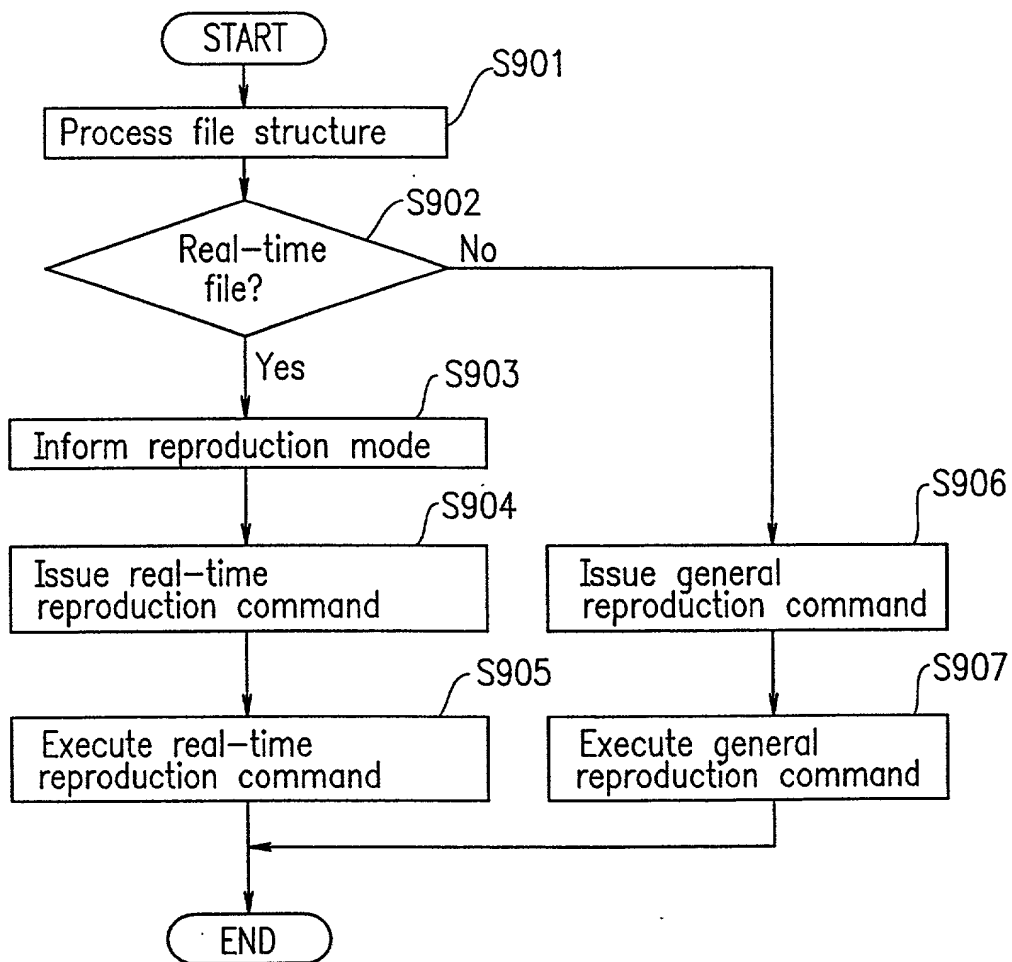 START
S901
Process file structure
S902
Real-time
file?
No
Yes
S903
Inform reproduction mode
S904
Issue real-time
reproduction command
S906
Issue general
reproduction command
S905
Execute real-time
reproduction command
S907
Execute general
reproduction command
END